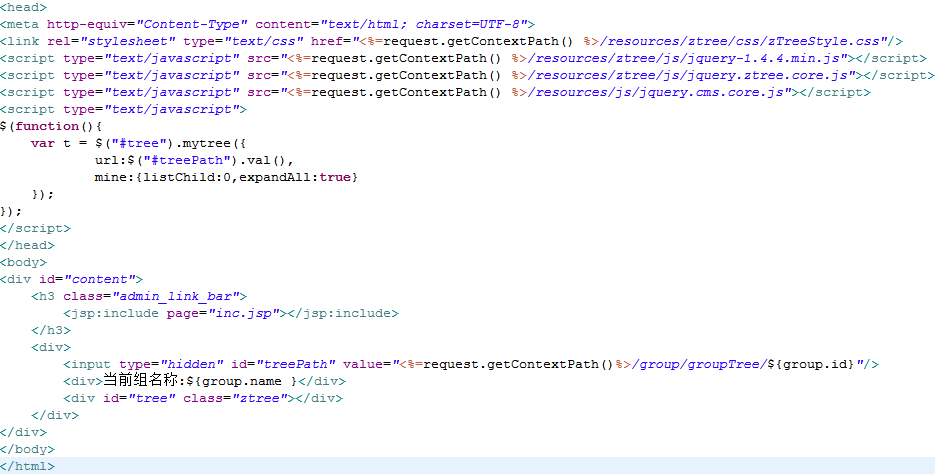 <head>
<meta http-equiv="Content-Type" content="text/html; charset=UTF-8">
<link rel="stylesheet" type="text/css" href="<%=request.getContextPath() %>/resources/ztree/css/zTreeStyle.css"/>
<script type="text/javascript" src="<%=request.getContextPath() %>/resources/ztree/js/jquery-1.4.4.min.js"></script>
<script type="text/javascript" src="<%=request.getContextPath() %>/resources/ztree/js/jquery.ztree.core.js"></script>
<script type="text/javascript" src="<%=request.getContextPath() %>/resources/js/jquery.cms.core.js"></script>
<script type="text/javascript">
$(function(){
    var t = $("#tree").mytree({
            url:$("#treePath").val(),
            mine:{listChild:0,expandAll:true}
    });
});
</script>
</head>
<body>
<div id="content">
    <h3 class="admin_link_bar">
        <jsp:include page="inc.jsp"></jsp:include>
    </h3>
    <div>
        <input type="hidden" id="treePath" value="<%=request.getContextPath()%>/group/groupTree/${group.id}"/>
        <div>当前组名称:${group.name }</div>
        <div id="tree" class="ztree"></div>
    </div>
</div>
</body>
</html>